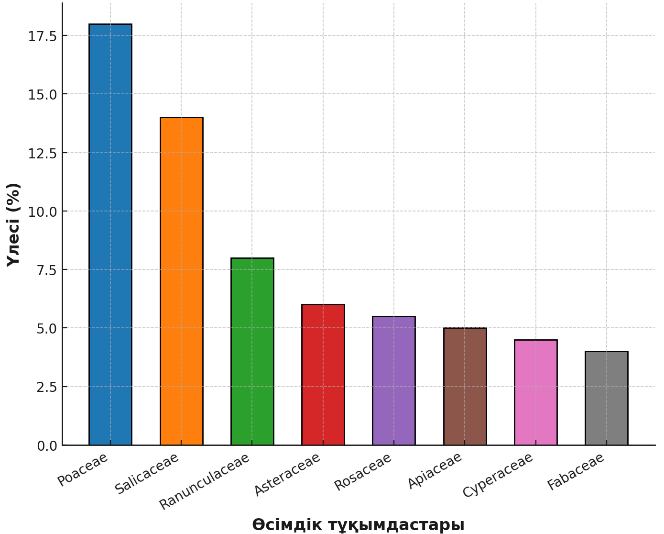 Үлесі (%)
17.5
15.0
12.5
10.0
7.5
5.0
2.5
0.0
Poaceae
Salicaceae
Ranunculaceae
Asteraceae
Rosaceae
Apiaceae
Cyperaceae
Fabaceae
Өсімдік тұқымдастары